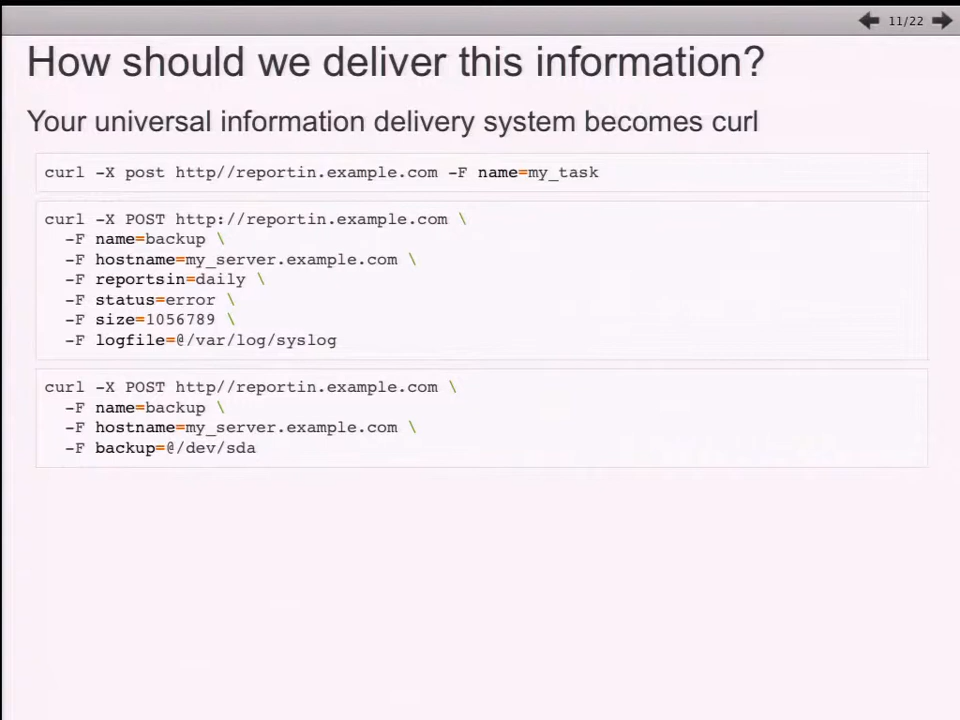 11/22
How should we deliver this information?
Your universal information delivery system becomes curl
curl -X post http//reportin.example.com -F name=my_task
curl -X POST http://reportin.example.com \
-F name=backup \
-F hostname=my_server.example.com \
-F reportsin=daily \
-F status=error \
-F size=1056789 \
-F logfile=@/var/log/syslog
curl -X POST http//reportin.example.com \
-F name=backup \
-F hostname=my_server.example.com \
-F backup=@/dev/sda